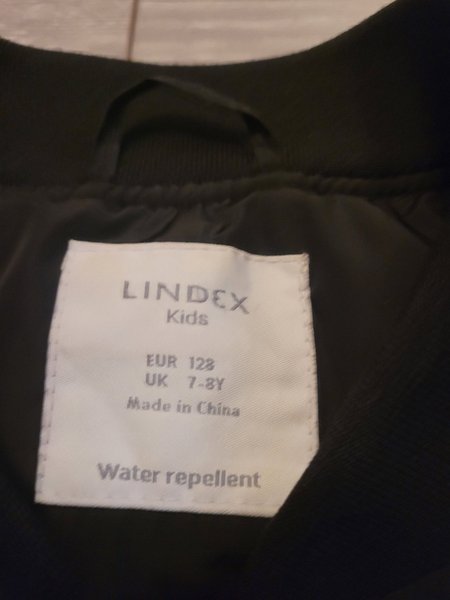 LINDEX
Kids
EUR 128
UK 7-8Y
Made in China
Water repellent